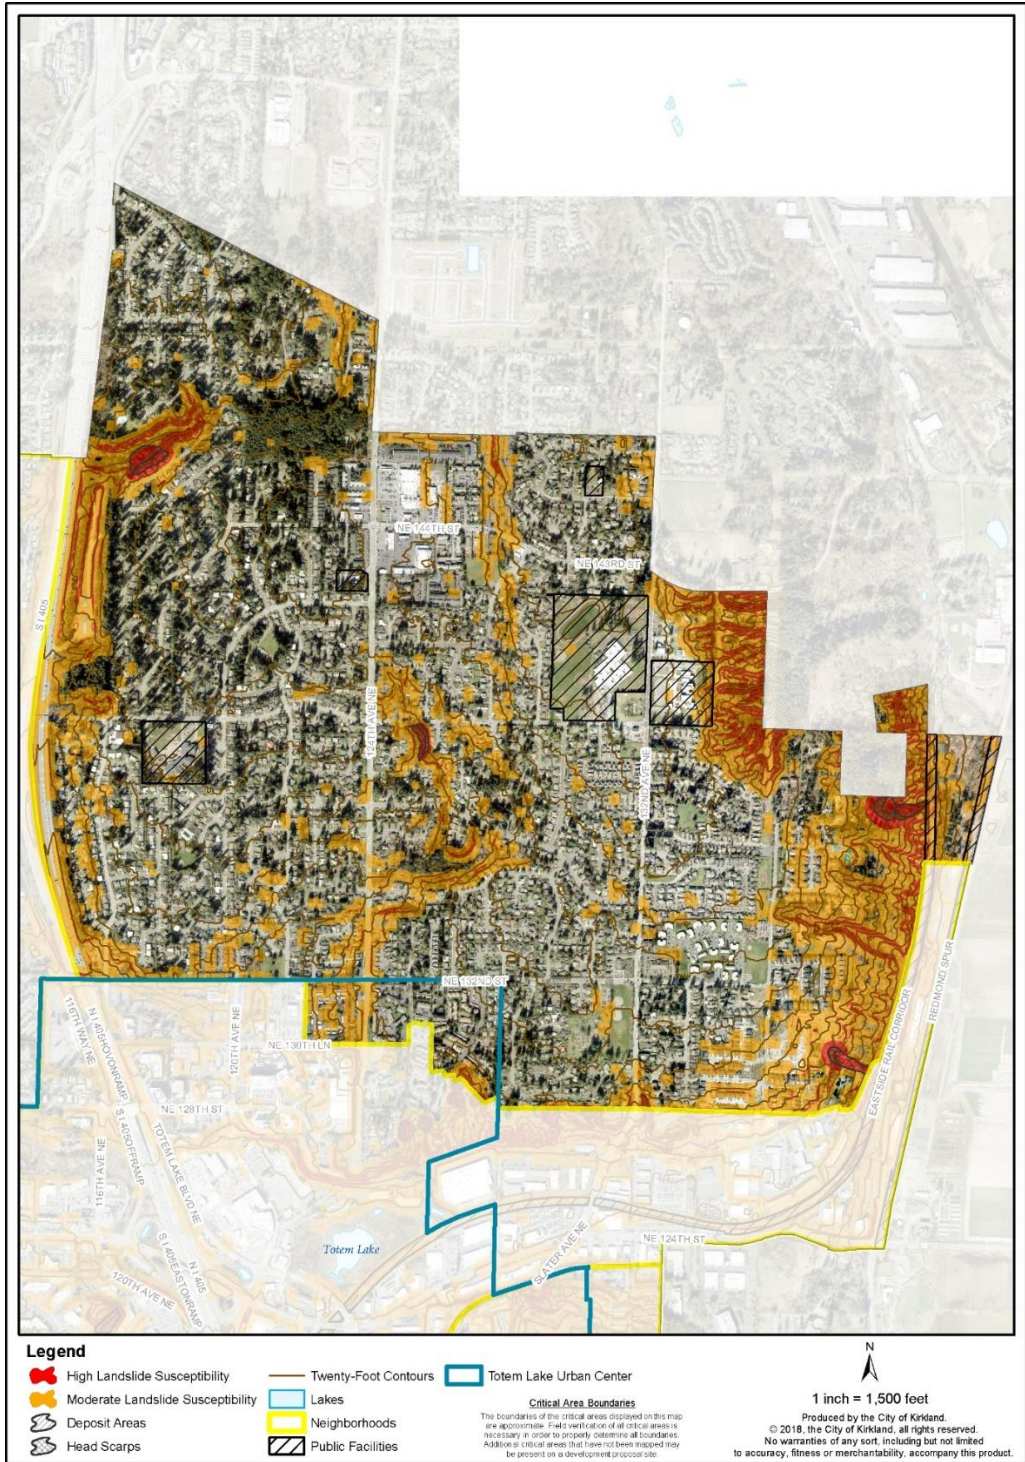 NE 144TH ST
NE 143RD ST
S I 405
124TH AVE NE
132ND AVE NE
NE 132ND ST
REDMOND SPUR
EASTSIDE RAIL CORRIDOR
116TH WAY NE
N I 405HOVONRAMP
120TH AVE NE
NE 130TH LN
NE 128TH ST
S I 405OFFRAMP
TOTEM LAKE BLVD NE
116TH AVE NE
Totem Lake
NE 124TH ST
SLATER AVE NE
N I 405
S I 405EASTONRAMP
120TH AVE NE
Legend
High Landslide Susceptibility
Moderate Landslide Susceptibility
Deposit Areas
Head Scarps
Twenty-Foot Contours
Lakes
Neighborhoods
Public Facilities
Totem Lake Urban Center
Critical Area Boundaries
The boundaries of the critical areas displayed on this map
are approximate. Field verification of all critical areas is
necessary in order to properly determine all boundaries.
Additional critical areas that have not been mapped may
be present on a development proposal site.
N
1 inch = 1,500 feet
Produced by the City of Kirkland.
© 2018, the City of Kirkland, all rights reserved.
No warranties of any sort, including but not limited
to accuracy, fitness or merchantability, accompany this product.